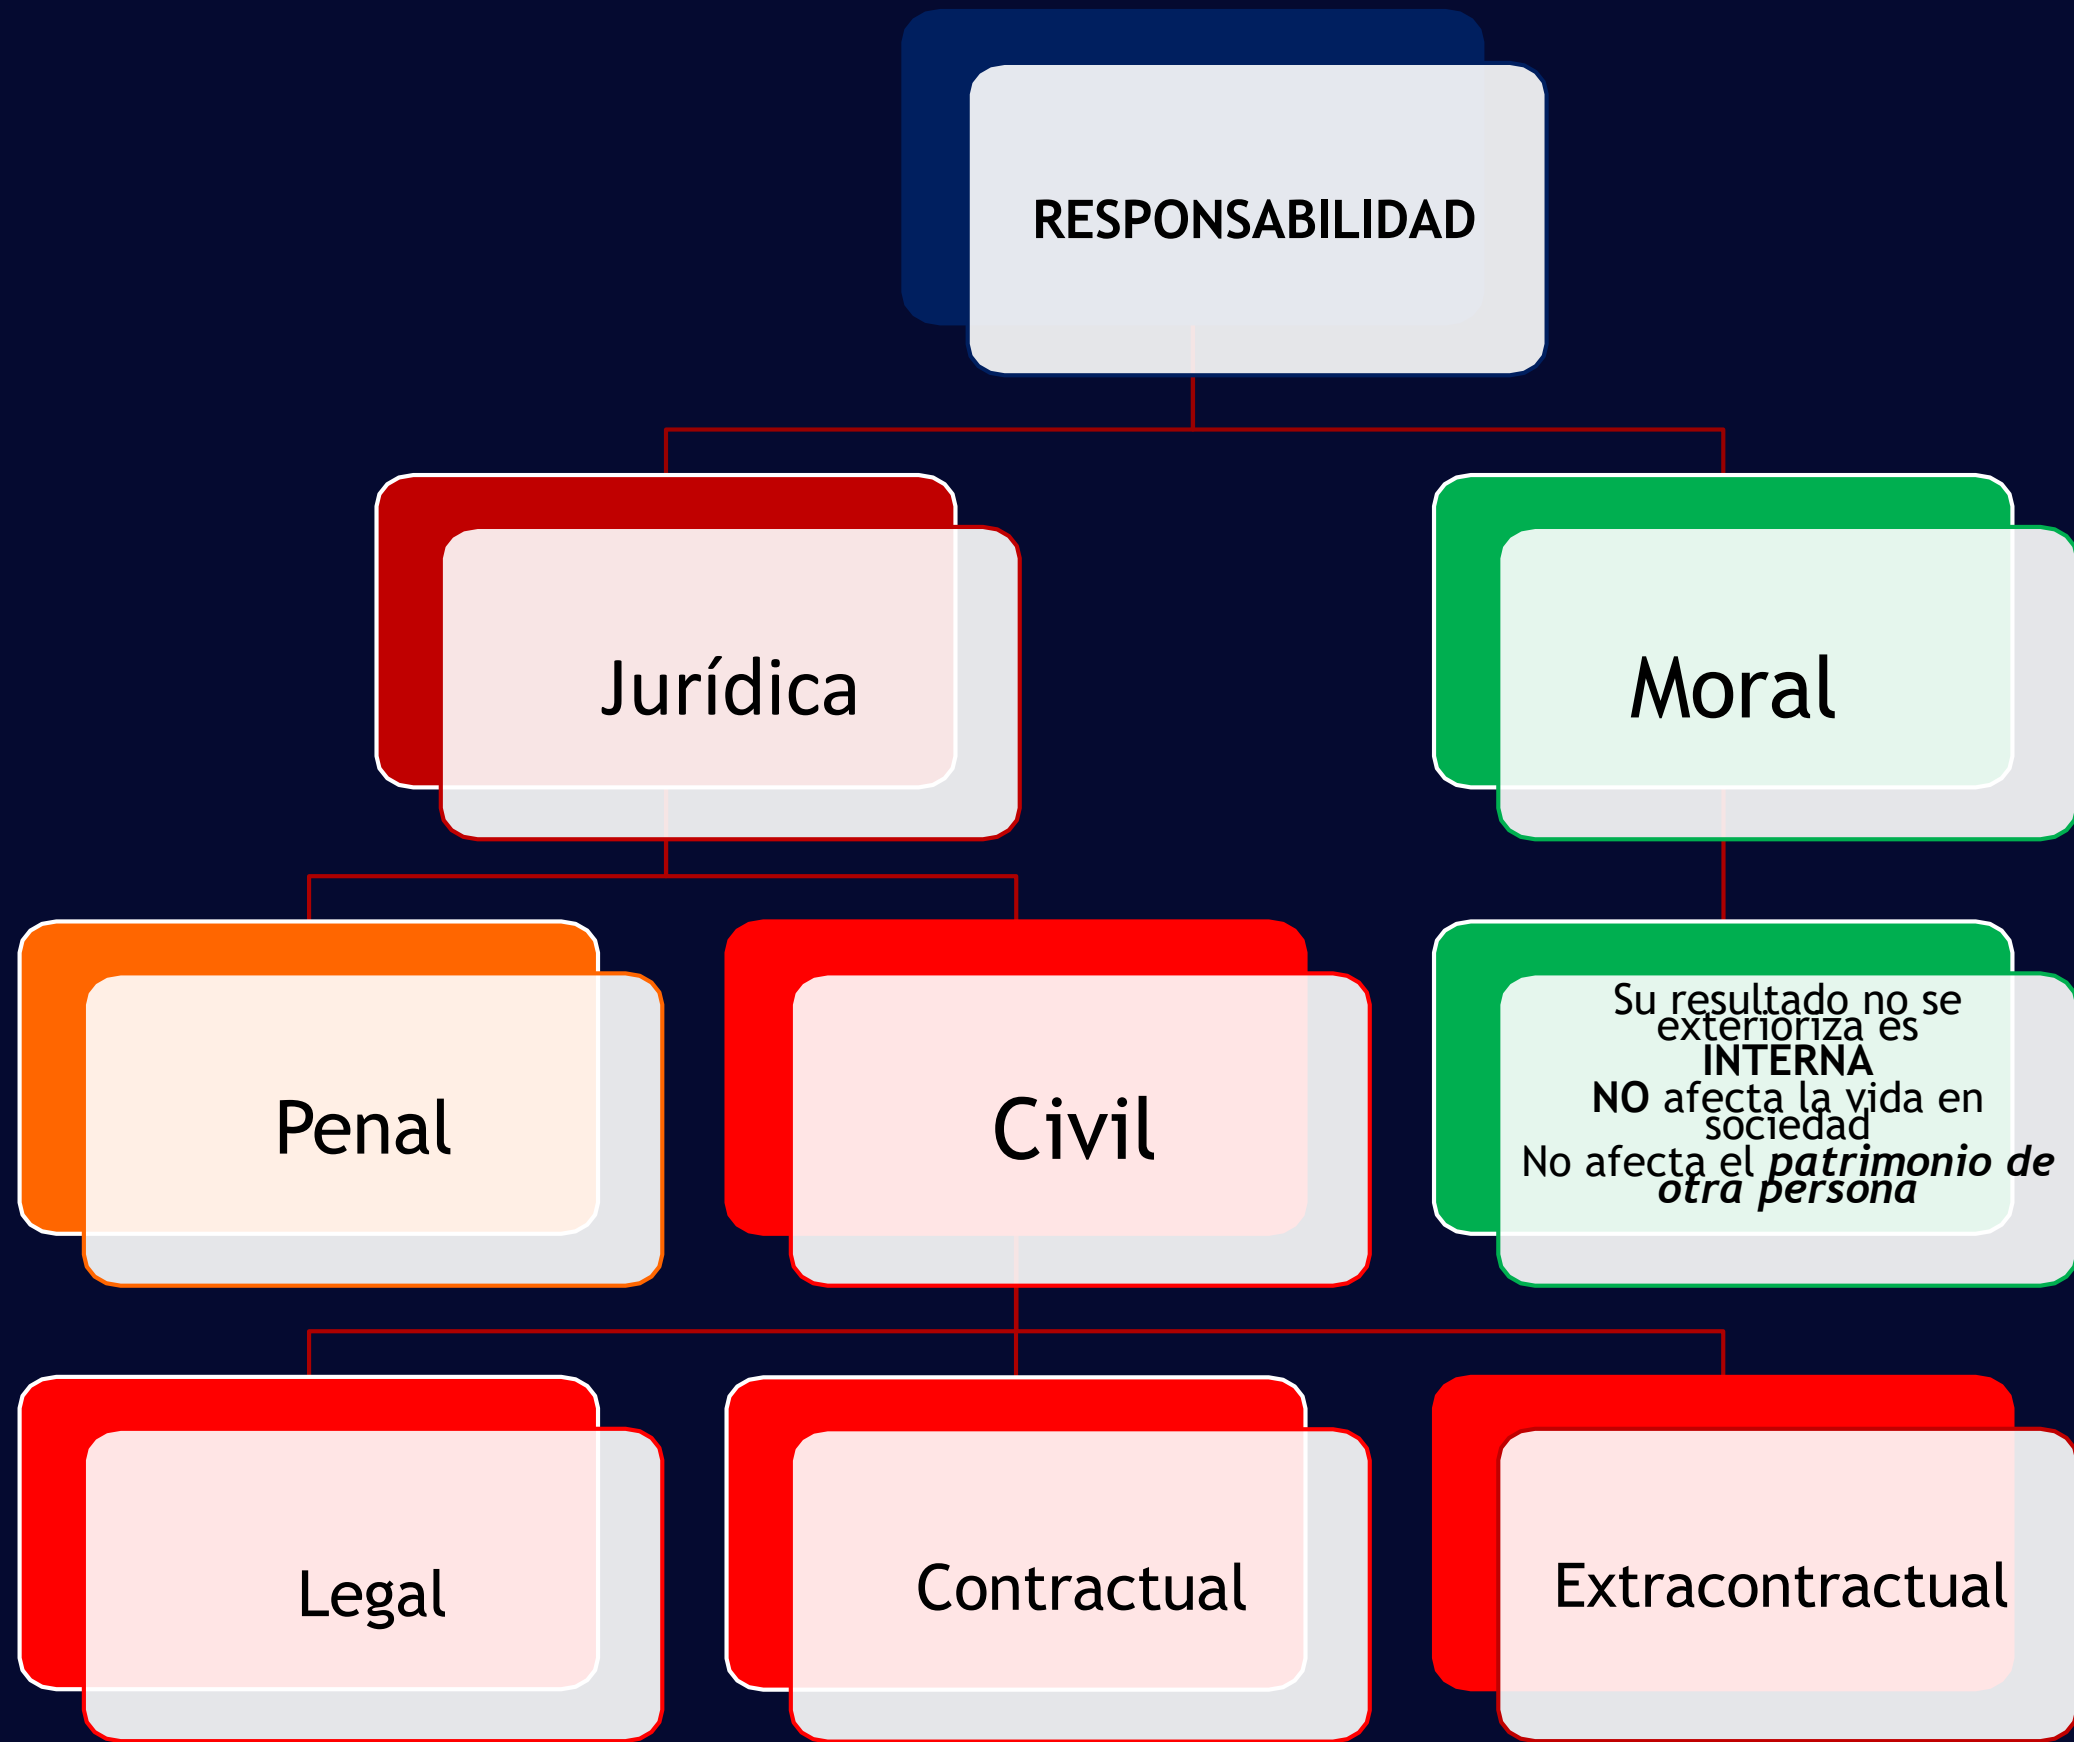 RESPONSABILIDAD
Jurídica
Moral
Penal
Civil
Su resultado no se
exterioriza es
INTERNA
NO afecta la vida en
sociedad
No afecta el patrimonio de
otra persona
Legal
Contractual
Extracontractual